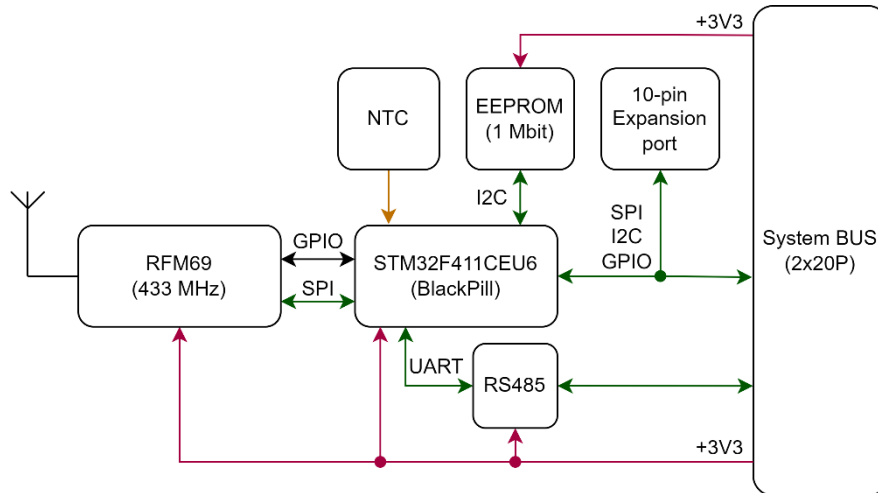 +3V3
NTC
EEPROM
(1 Mbit)
10-pin
Expansion
port
I2C
SPI
I2C
GPIO
System BUS
(2x20P)
RFM69
(433 MHz)
GPIO
SPI
STM32F411CEU6
(BlackPill)
UART
RS485
+3V3